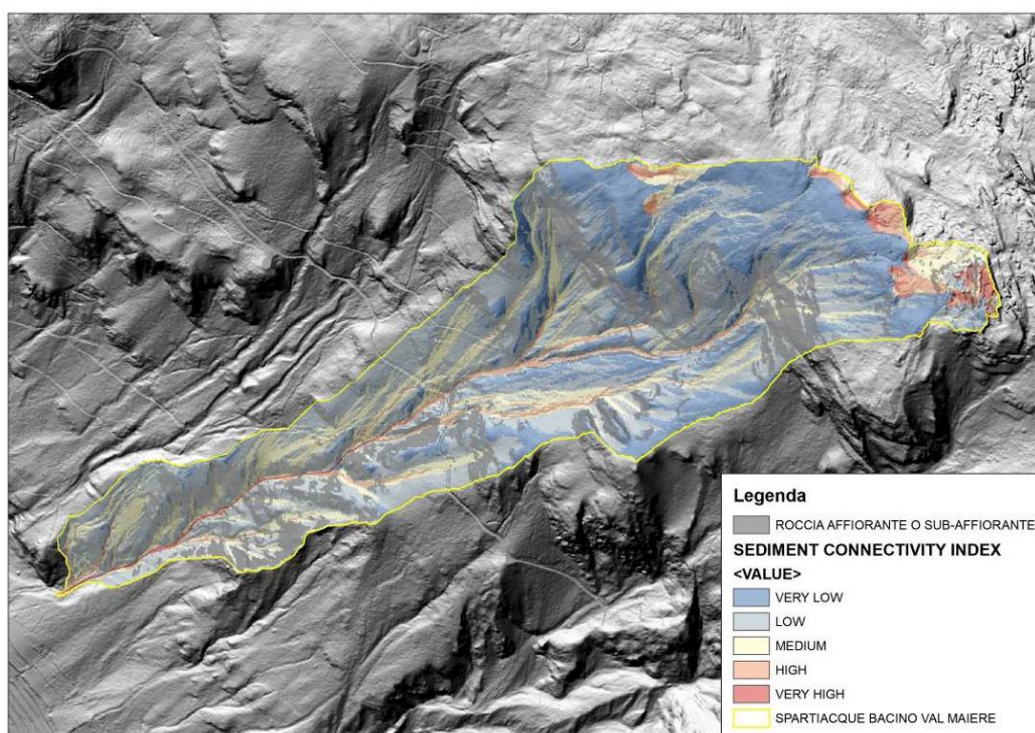 Legenda
ROCCIA AFFIORANTE O SUB-AFFIORANTE
SEDIMENT CONNECTIVITY INDEX
<VALUE>
VERY LOW
LOW
MEDIUM
HIGH
VERY HIGH
SPARTIACQUE BACINO VAL MAIERE